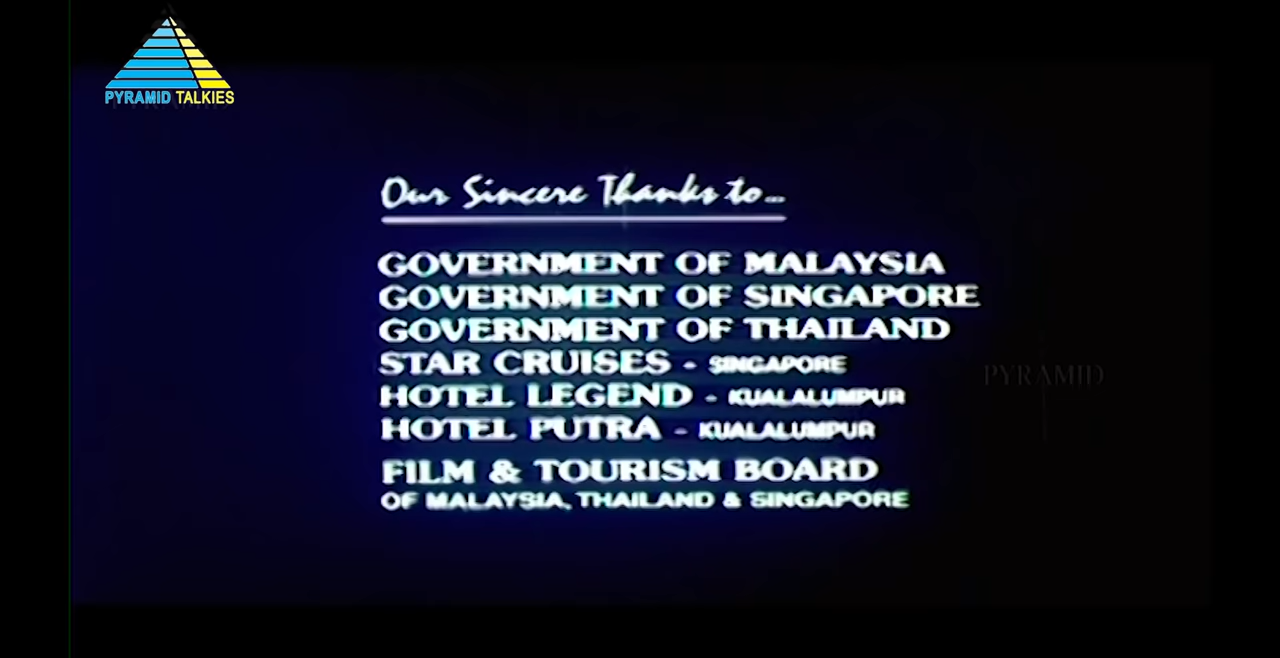 PYRAMID TALKIES
Our Sincere Thanks to...
GOVERNMENT OF MALAYSIA
GOVERNMENT OF SINGAPORE
GOVERNMENT OF THAILAND
STAR CRUISES - SINGAPORE
HOTEL LEGEND - KUALALUMPUR
PYRAMID
HOTEL PUTRA - KUALALUMPUR
FILM & TOURISM BOARD
OF MALAYSIA, THAILAND & SINGAPORE